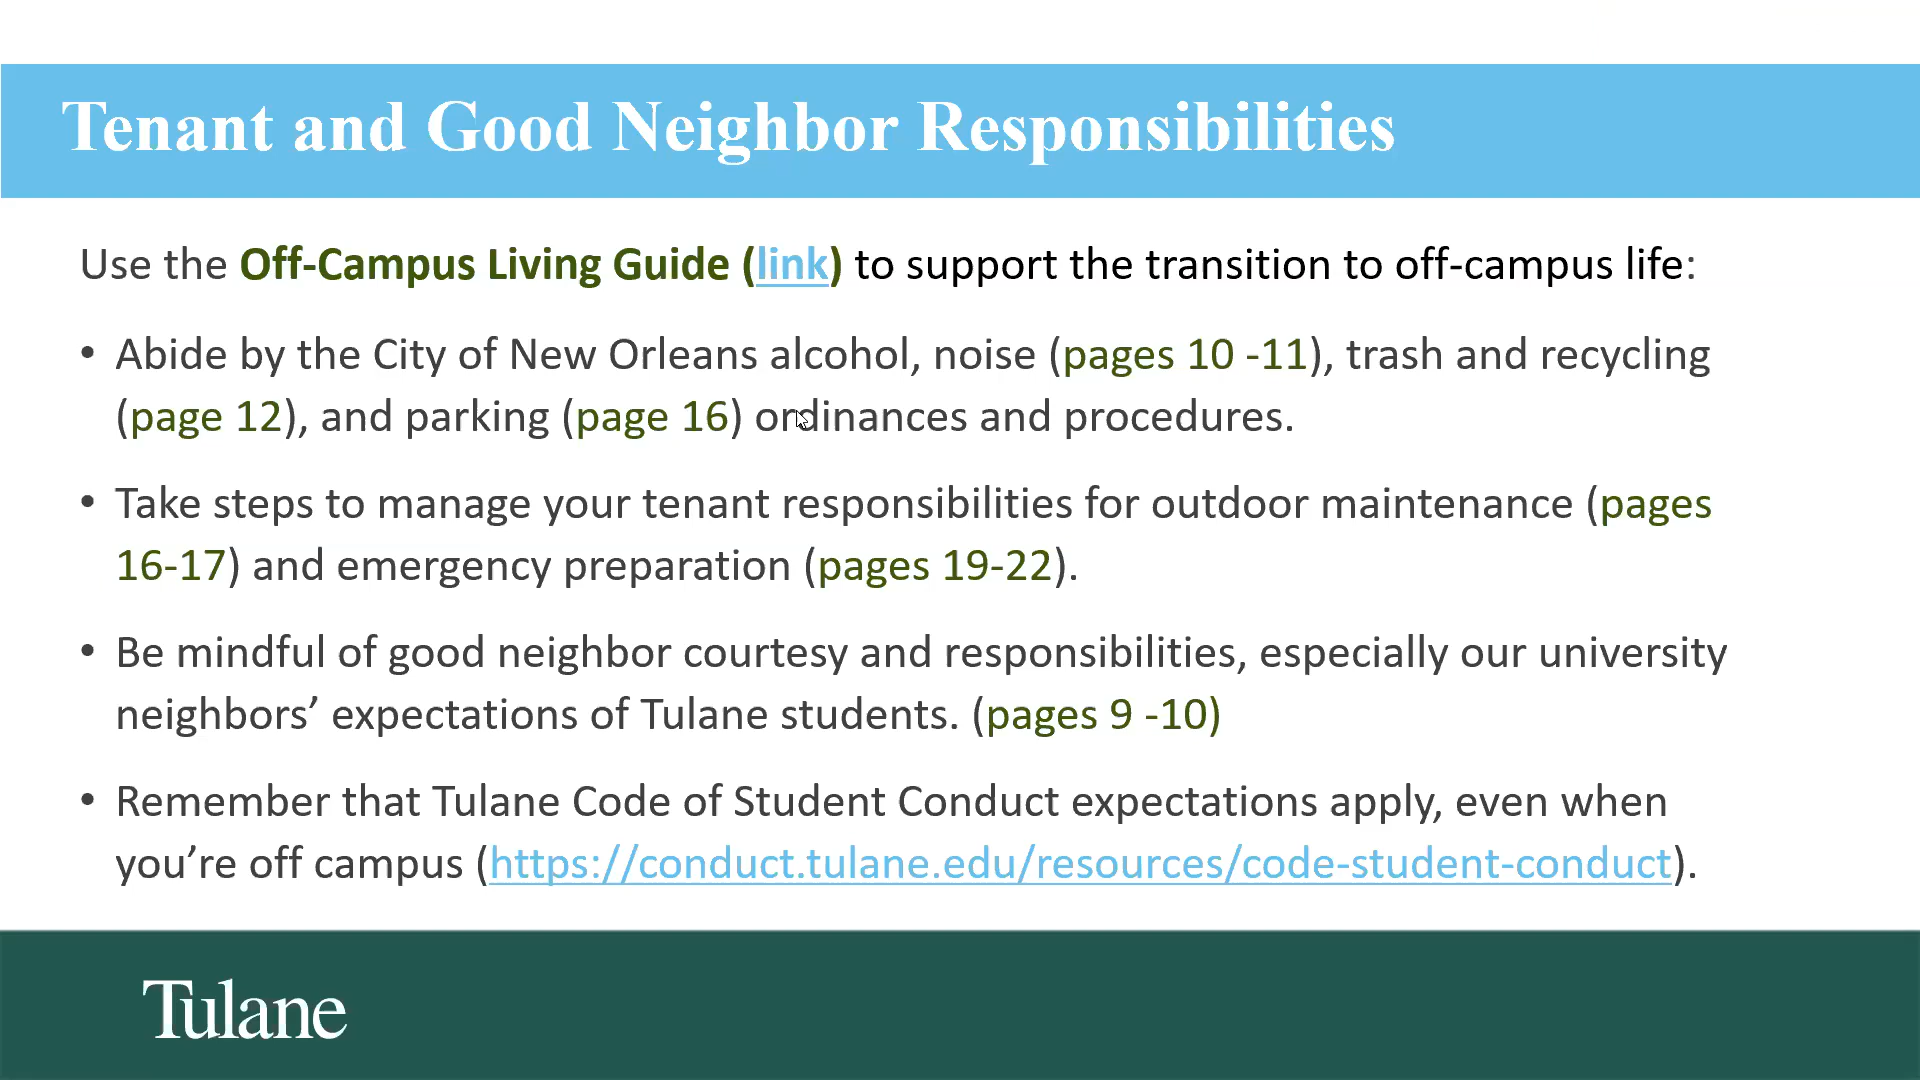 Tenant and Good Neighbor Responsibilities
Use the Off-Campus Living Guide (link) to support the transition to off-campus life:
• Abide by the City of New Orleans alcohol, noise (pages 10 -11), trash and recycling
(page 12), and parking (page 16) ordinances and procedures.
• Take steps to manage your tenant responsibilities for outdoor maintenance (pages
16-17) and emergency preparation (pages 19-22).
• Be mindful of good neighbor courtesy and responsibilities, especially our university
neighbors’ expectations of Tulane students. (pages 9 -10)
• Remember that Tulane Code of Student Conduct expectations apply, even when
you’re off campus (https://conduct.tulane.edu/resources/code-student-conduct).
Tulane